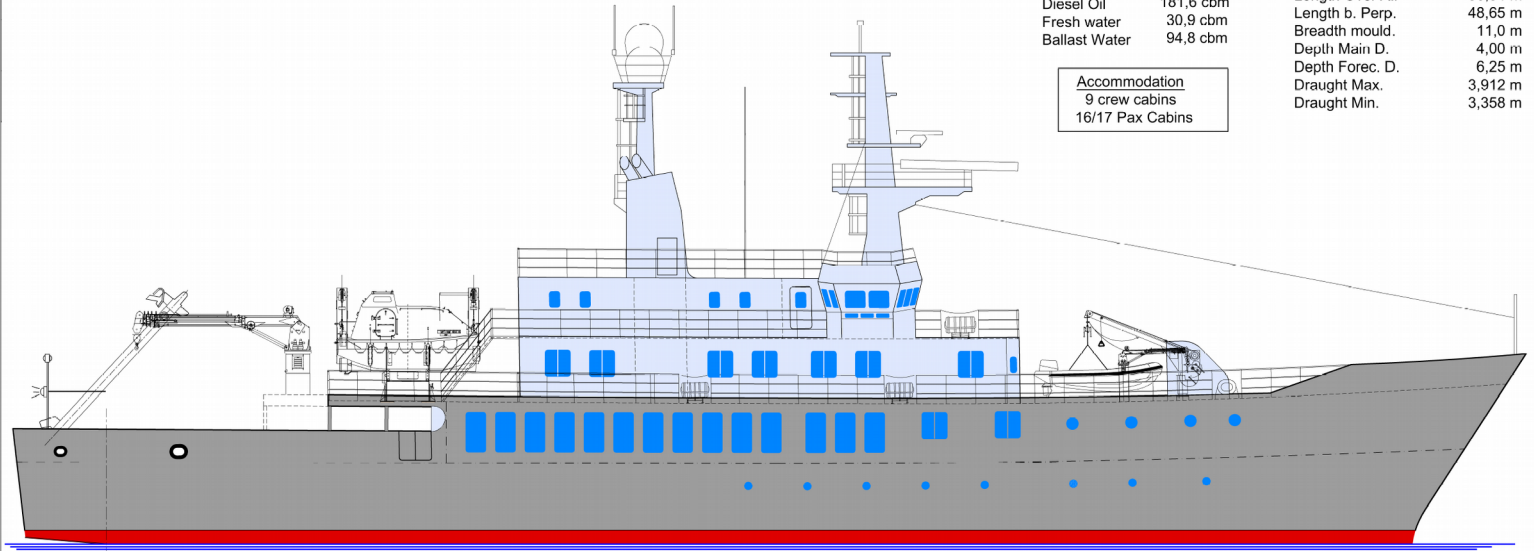 Diesel Oil 181,6 cbm
Fresh water 30,9 cbm
Ballast Water 94,8 cbm
Accommodation
9 crew cabins
16/17 Pax Cabins
Length b. Perp. 48,65 m
Breadth mould. 11,0 m
Depth Main D. 4,00 m
Depth Forec. D. 6,25 m
Draught Max. 3,912 m
Draught Min. 3,358 m